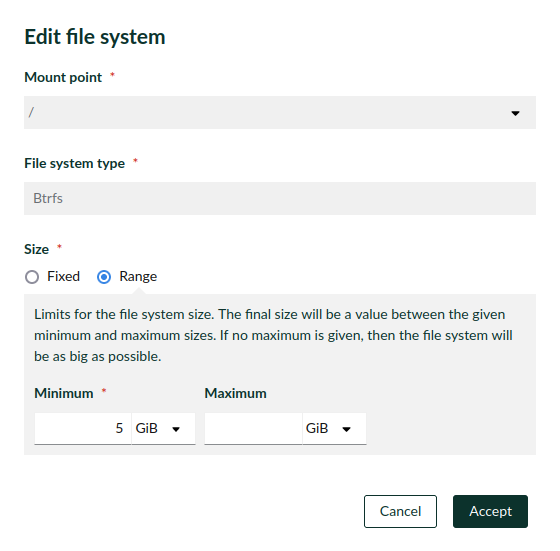 Edit file system
Mount point *
/
File system type *
Btrfs
Size *
Fixed Range
Limits for the file system size. The final size will be a value between the given
minimum and maximum sizes. If no maximum is given, then the file system will
be as big as possible.
Minimum * Maximum
5 GiB GiB
Cancel Accept